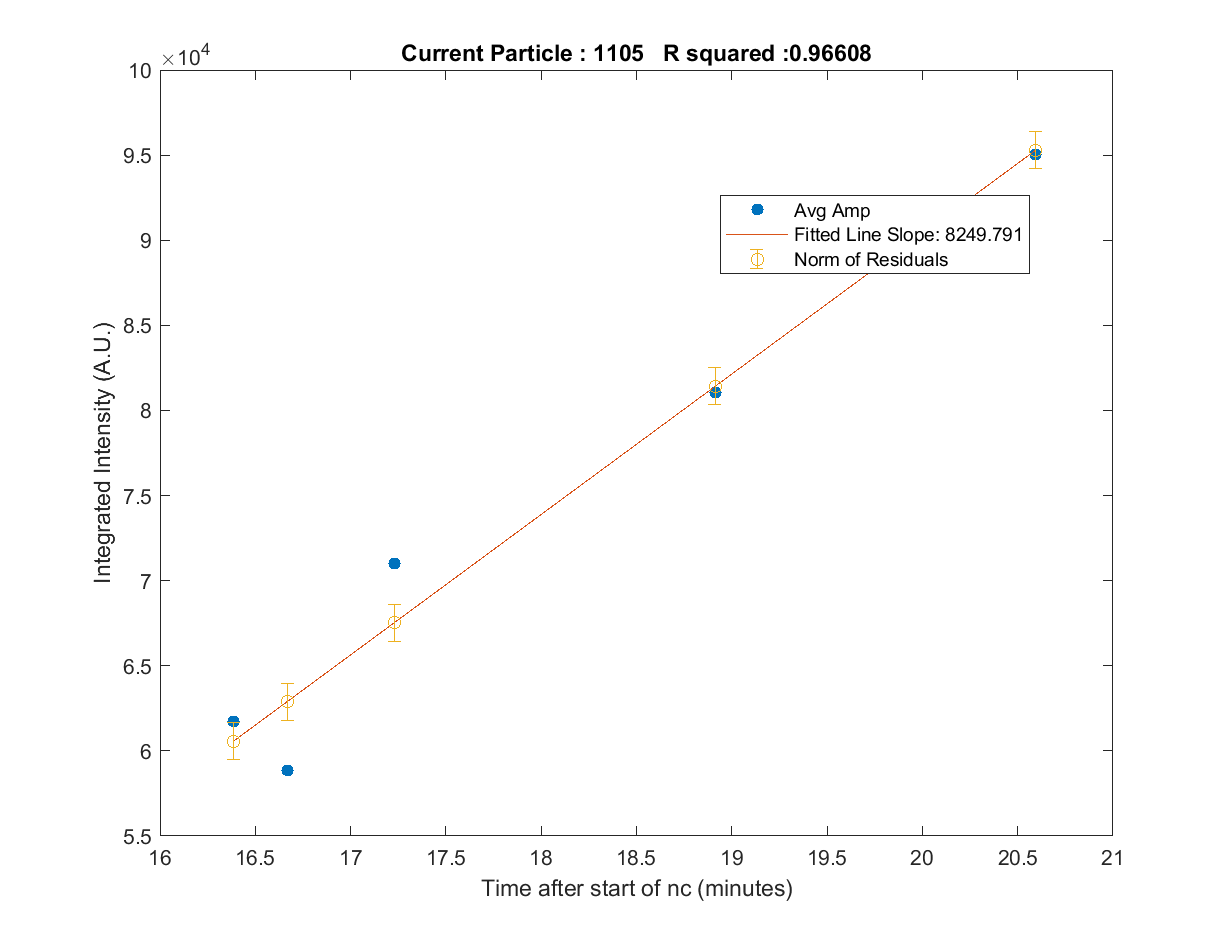 Current Particle : 1105 R squared :0.96608
×10^4
10
9.5
9
8.5
8
7.5
7
6.5
6
5.5
Integrated Intensity (A.U.)
Avg Amp
Fitted Line Slope: 8249.791
Norm of Residuals
16 16.5 17 17.5 18 18.5 19 19.5 20 20.5 21
Time after start of nc (minutes)